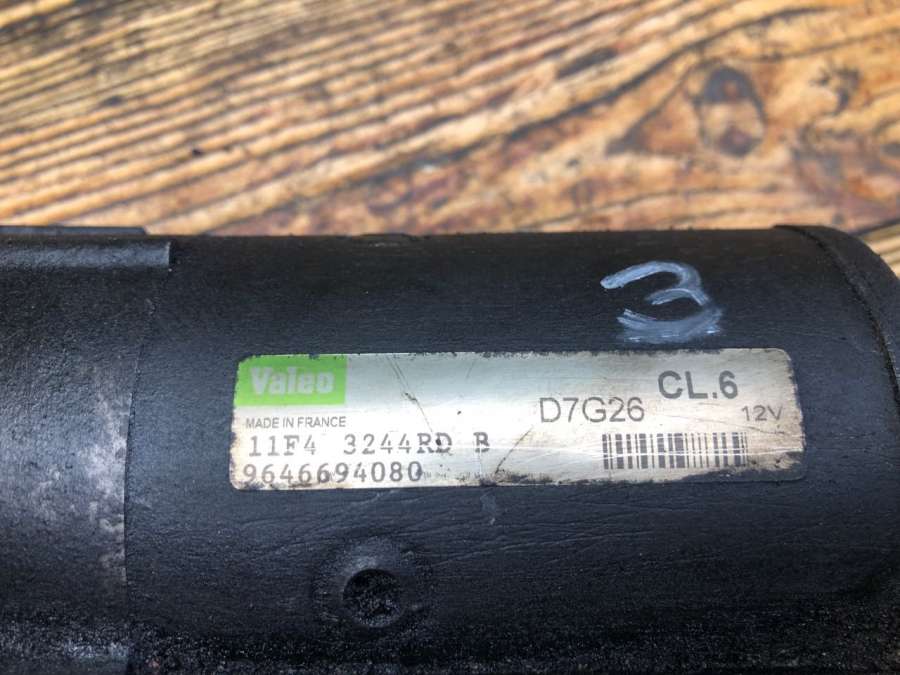 3
Valeo
MADE IN FRANCE
D7G26 CL.6
12V
11F4 3244RD B
9646694080